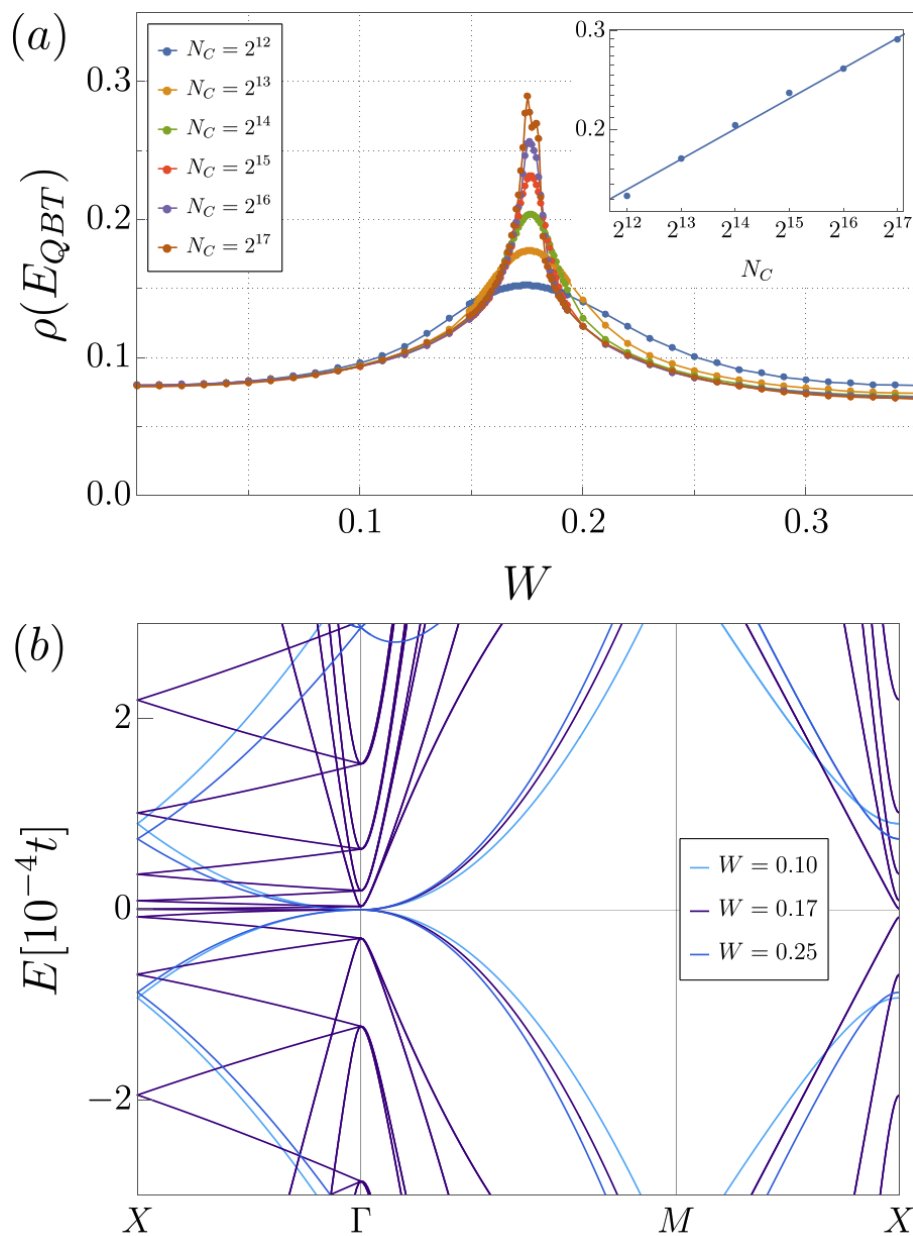 (a)
ρ(E_{QBT})
0.3
0.2
0.1
0.0
N_C = 2^{12}
N_C = 2^{13}
N_C = 2^{14}
N_C = 2^{15}
N_C = 2^{16}
N_C = 2^{17}
0.3
0.2
2^{12} 2^{13} 2^{14} 2^{15} 2^{16} 2^{17}
N_C
0.1 0.2 0.3
W
(b)
E[10^{-4}t]
2
0
−2
W = 0.10
W = 0.17
W = 0.25
X Γ M X